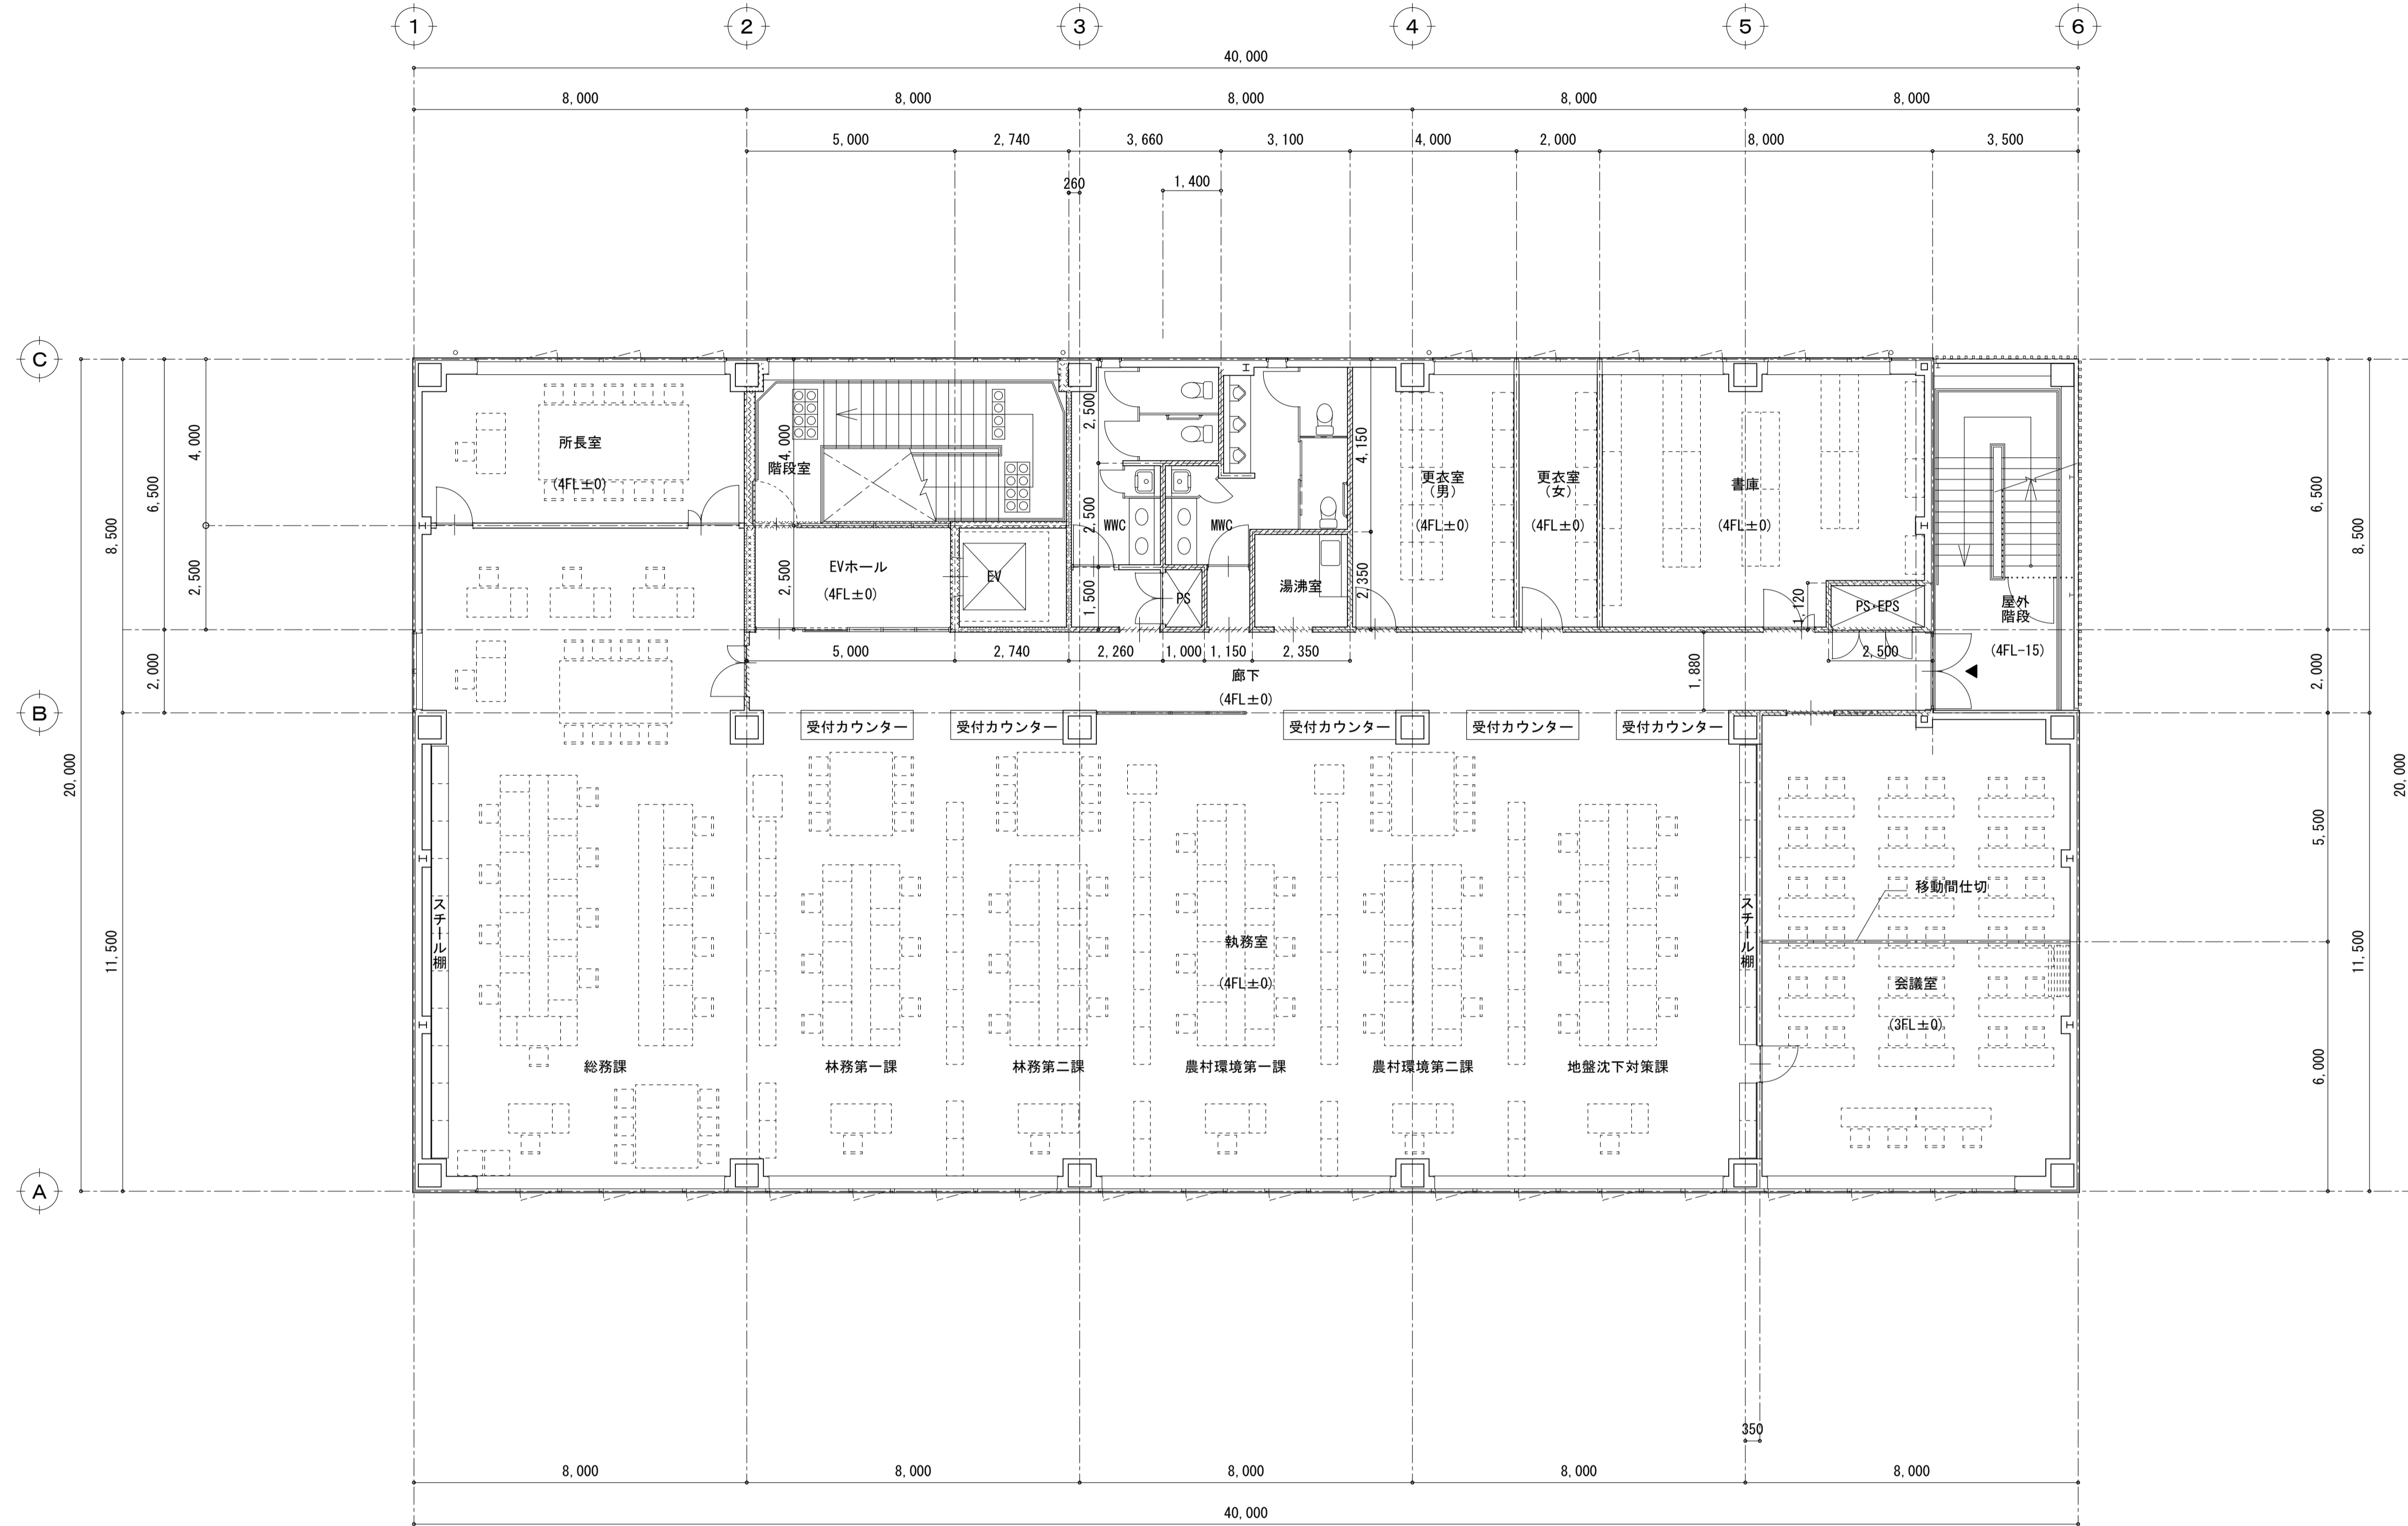 1 2 3 4 5 6
40,000
8,000 8,000 8,000 8,000 8,000
5,000 2,740 3,660 3,100 4,000 2,000 8,000 3,500
260 1,400
C
B
A
20,000
11,500
8,500
6,500
2,000
4,000
2,500
所長室
(4FL±0)
階段室
4,000
2,500
EVホール
(4FL±0)
EV
2,500
2,500
1,500
WWC
MWC
PS
湯沸室
4,150
2,350
更衣室
(男)
(4FL±0)
更衣室
(女)
(4FL±0)
書庫
(4FL±0)
1,120
PS・EPS
屋外
階段
(4FL-15)
5,000 2,740 2,260 1,000 1,150 2,350
2,500
1,880
廊下
(4FL±0)
受付カウンター 受付カウンター 受付カウンター 受付カウンター 受付カウンター
スチール棚
執務室
(4FL±0)
スチール棚
移動間仕切
会議室
(3FL±0)
総務課 林務第一課 林務第二課 農村環境第一課 農村環境第二課 地盤沈下対策課
6,500
2,000
5,500
6,000
8,500
11,500
20,000
350
8,000 8,000 8,000 8,000 8,000
40,000